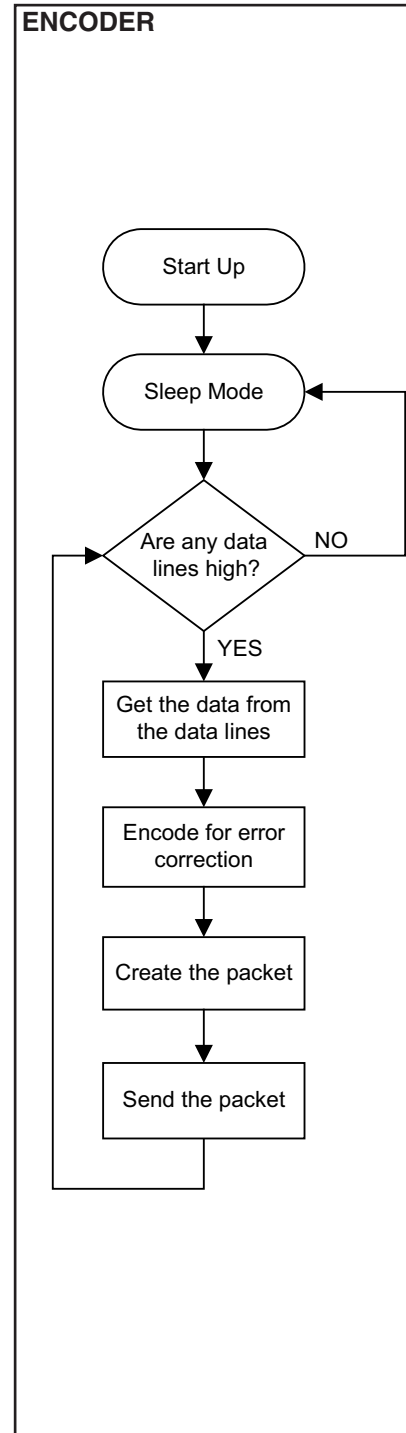 ENCODER
Start Up
Sleep Mode
Are any data
lines high?
NO
YES
Get the data from
the data lines
Encode for error
correction
Create the packet
Send the packet